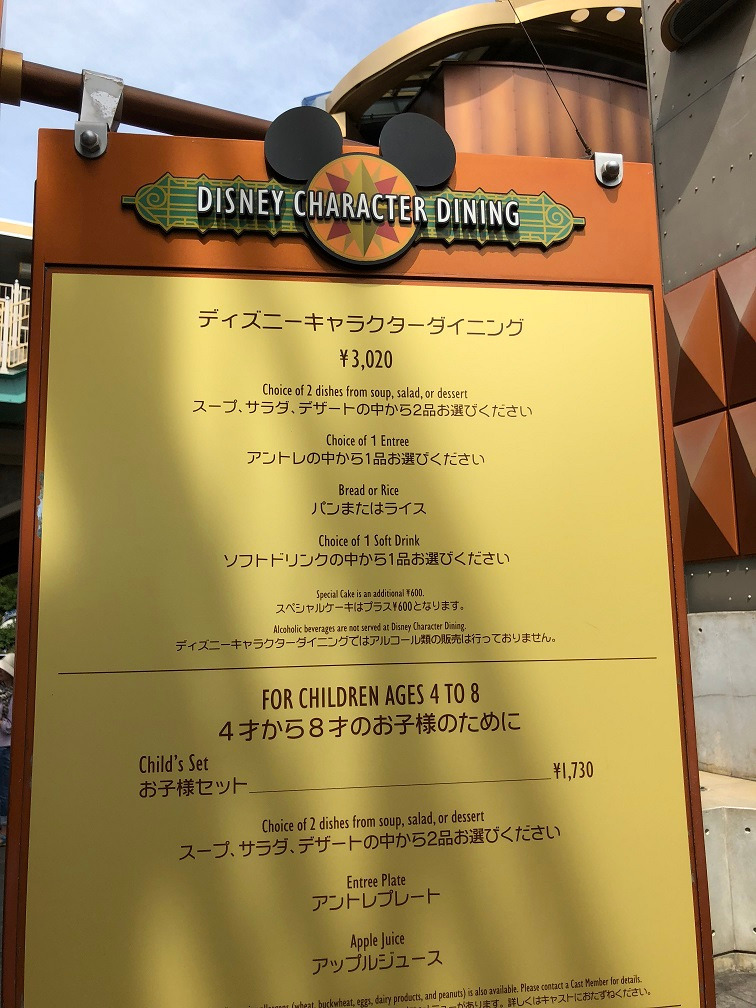 DISNEY CHARACTER DINING
ディズニーキャラクターダイニング
¥3,020
Choice of 2 dishes from soup, salad, or dessert
スープ、サラダ、デザートの中から2品お選びください
Choice of 1 Entree
アントレの中から1品お選びください
Bread or Rice
パンまたはライス
Choice of 1 Soft Drink
ソフトドリンクの中から1品お選びください
Special Cake is an additional ¥600.
スペシャルケーキはプラス¥600となります。
Alcoholic beverages are not served at Disney Character Dining.
ディズニーキャラクターダイニングではアルコール類の販売は行っておりません。
FOR CHILDREN AGES 4 TO 8
4才から8才のお子様のために
Child's Set
お子様セット ¥1,730
Choice of 2 dishes from soup, salad, or dessert
スープ、サラダ、デザートの中から2品お選びください
Entree Plate
アントレプレート
Apple Juice
アップルジュース
(wheat, buckwheat, eggs, dairy products, and peanuts) is also available. Please contact a Cast Member for details.
メニューがあります。詳しくはキャストにおたずねください。